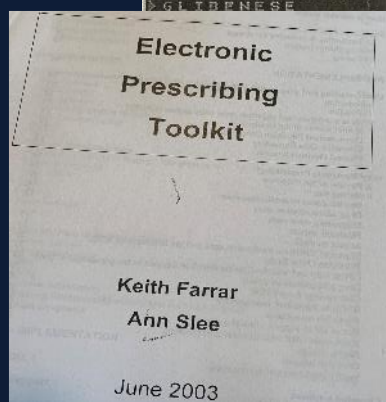 >GLIBENESE
Electronic
Prescribing
Toolkit
Keith Farrar
Ann Slee
June 2003